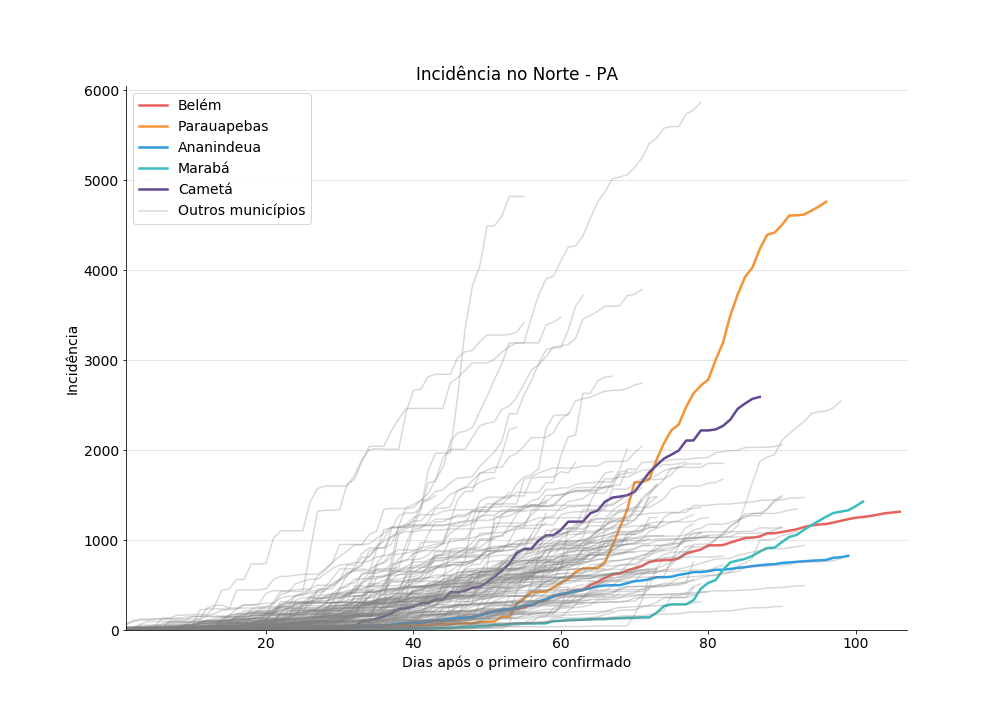 Incidência no Norte - PA
6000
5000
4000
3000
2000
1000
0
Incidência
Belém
Parauapebas
Ananindeua
Marabá
Cametá
Outros municípios
20 40 60 80 100
Dias após o primeiro confirmado